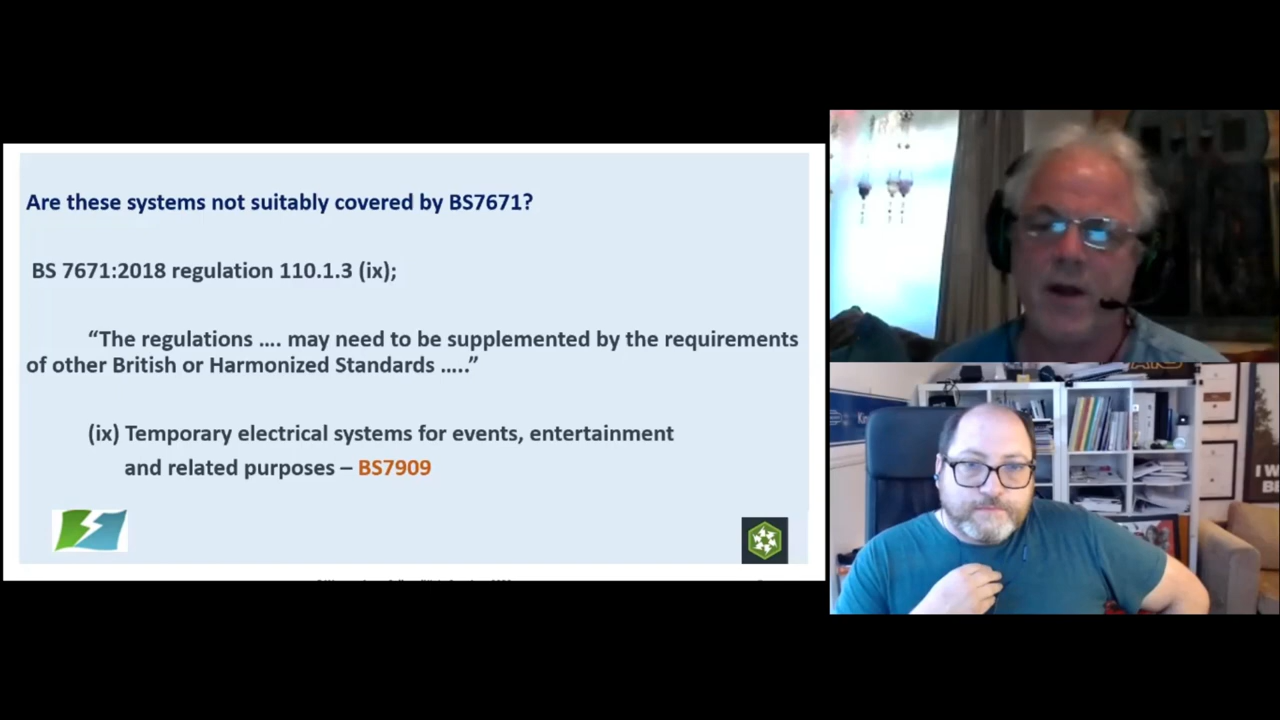 Are these systems not suitably covered by BS7671?
BS 7671:2018 regulation 110.1.3 (ix);
“The regulations .... may need to be supplemented by the requirements
of other British or Harmonized Standards .....”
(ix) Temporary electrical systems for events, entertainment
and related purposes – BS7909